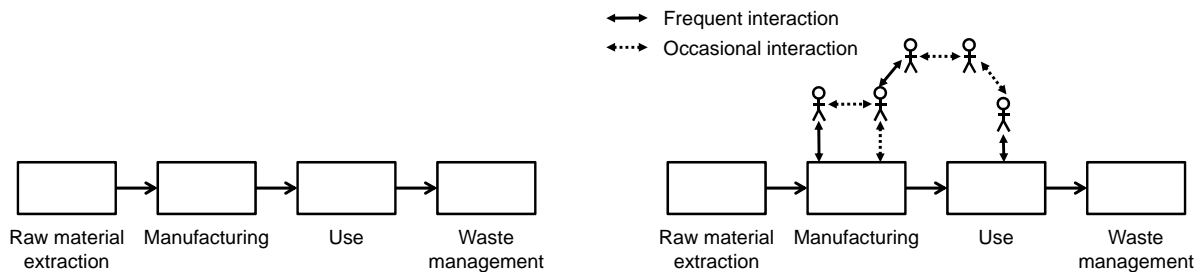 Frequent interaction
Occasional interaction
Raw material
extraction
Manufacturing
Use
Waste
management
Raw material
extraction
Manufacturing
Use
Waste
management